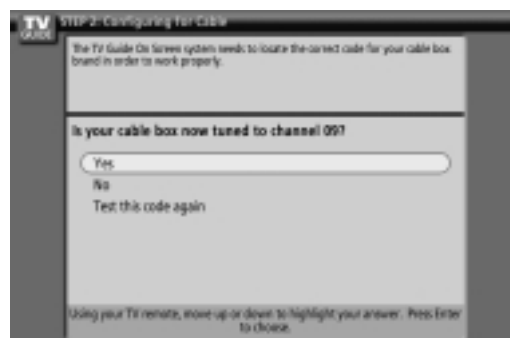 TV
GUIDE
STEP 2: Configuring for Cable
The TV Guide On Screen system needs to locate the correct code for your cable box
brand in order to work properly.
Is your cable box now tuned to channel 09?
Yes
No
Test this code again
Using your TV remote, move up or down to highlight your answer. Press Enter
to choose.